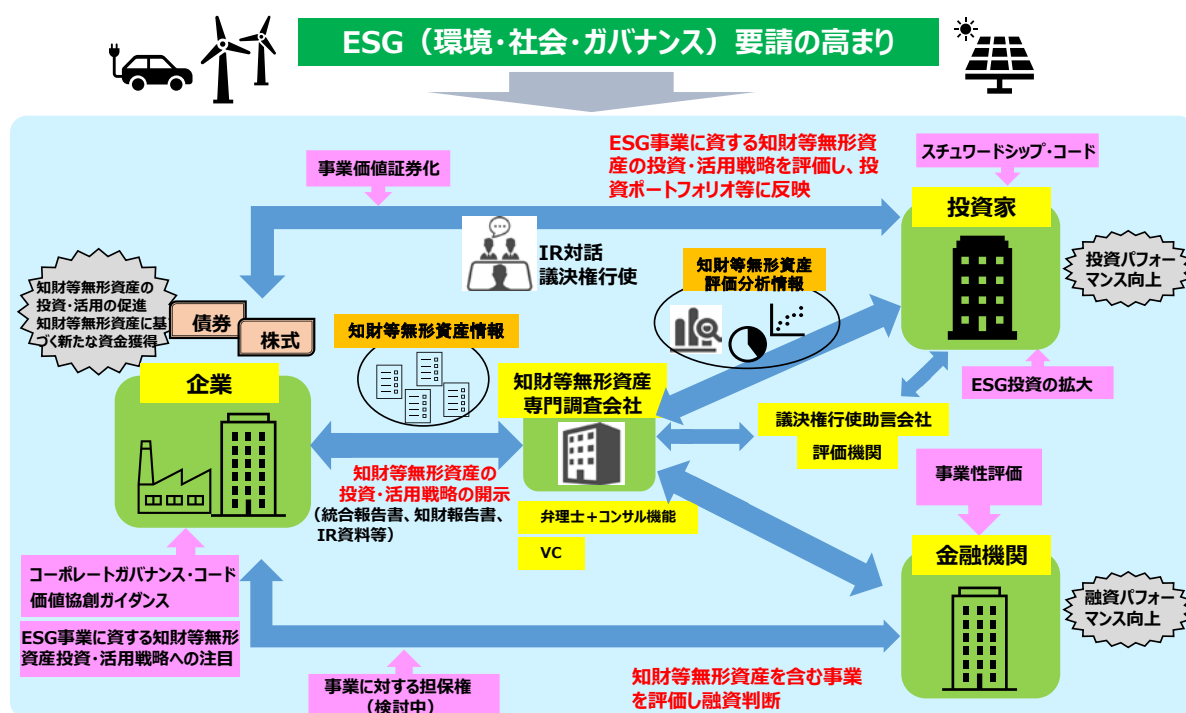 ESG（環境・社会・ガバナンス）要請の高まり
ESG事業に資する知財等無形資
産の投資・活用戦略を評価し、投
資ポートフォリオ等に反映
スチュワードシップ・コード
事業価値証券化
投資家
IR対話
議決権行使
知財等無形資産
評価分析情報
投資パフォー
マンス向上
知財等無形資産の
投資・活用の促進
知財等無形資産に基
づく新たな資金獲得
債券
株式
知財等無形資産情報
企業
知財等無形資産
専門調査会社
ESG投資の拡大
議決権行使助言会社
評価機関
知財等無形資産の
投資・活用戦略の開示
（統合報告書、知財報告書、
IR資料等）
事業性評価
弁理士＋コンサル機能
VC
金融機関
コーポレートガバナンス・コード
価値協創ガイダンス
融資パフォー
マンス向上
ESG事業に資する知財等無形
資産投資・活用戦略への注目
事業に対する担保権
（検討中）
知財等無形資産を含む事業
を評価し融資判断